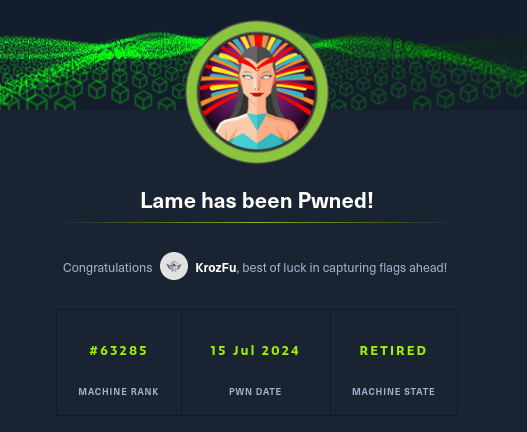 Lame has been Pwned!
Congratulations KrozFu, best of luck in capturing flags ahead!
#63285 15 Jul 2024 RETIRED
MACHINE RANK PWN DATE MACHINE STATE